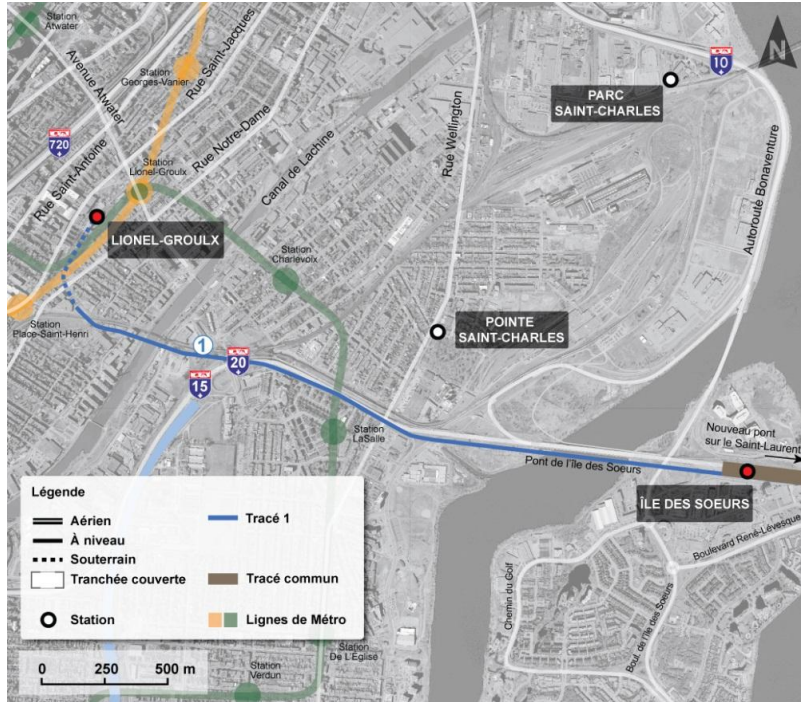 Station
Atwater
Avenue Atwater
Station
Georges-Vanier
Rue Saint-Jacques
10
N
PARC
SAINT-CHARLES
720
Rue Saint-Antoine
Station
Lionel-Groulx
Rue Notre-Dame
Canal de Lachine
Rue Wellington
Autoroute Bonaventure
LIONEL-GROULX
Station
Charlevoix
Station
Place-Saint-Henri
1
20
15
POINTE
SAINT-CHARLES
Station
LaSalle
Pont de l'île des Soeurs
Nouveau pont
sur le Saint-Laurent
ÎLE DES SOEURS
Boulevard René-Lévesque
Chemin du Golf
Boul. de l'île des Soeurs
Légende
Aérien
À niveau
Souterrain
Tranchée couverte
Station
Tracé 1
Tracé commun
Lignes de Métro
0 250 500 m
Station
De L'Église
Station
Verdun